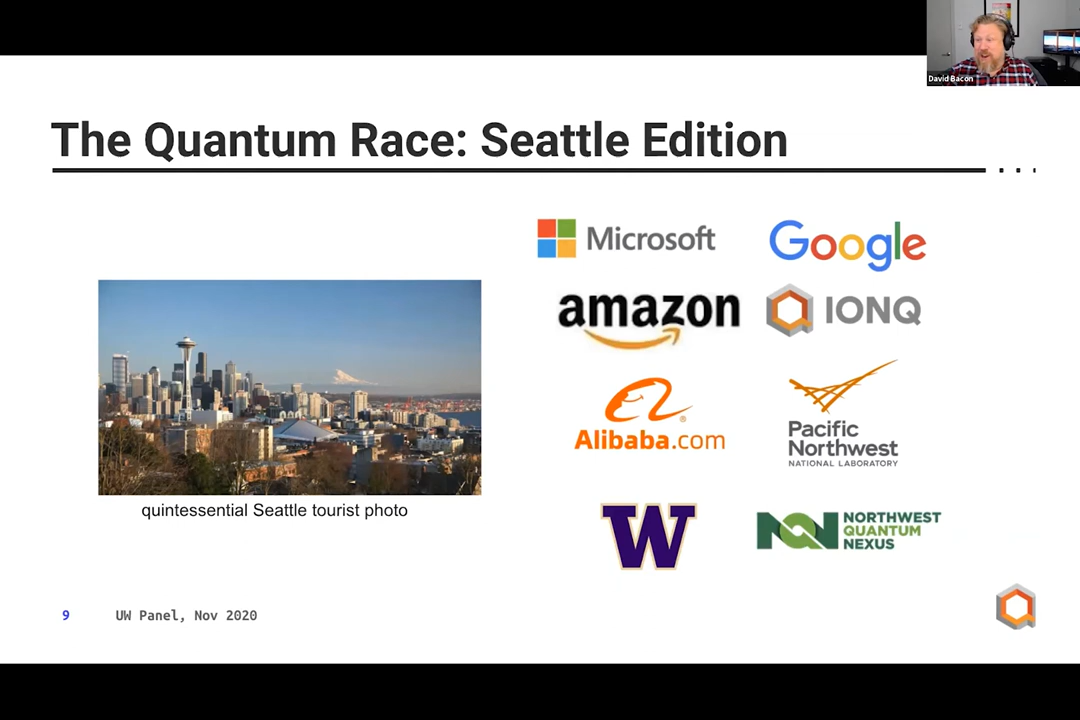 David Bacon
The Quantum Race: Seattle Edition
Microsoft
Google
amazon
IONQ
Alibaba.com
Pacific
Northwest
NATIONAL LABORATORY
quintessential Seattle tourist photo
W
NQN
NORTHWEST
QUANTUM
NEXUS
9
UW Panel, Nov 2020